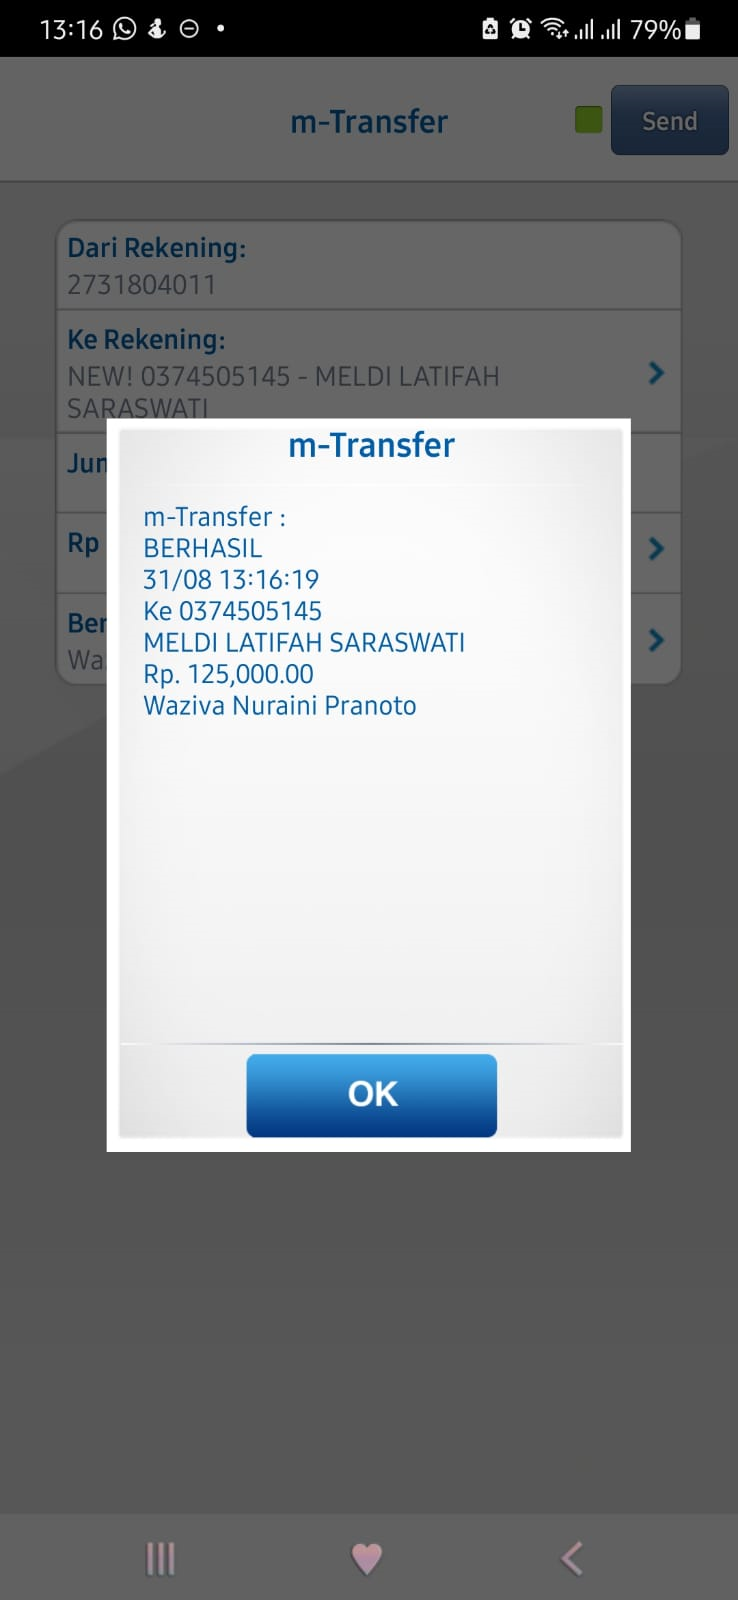 13:16
79%
m-Transfer
Send
Dari Rekening:
2731804011
Ke Rekening:
NEW! 0374505145 - MELDI LATIFAH
SARASWATI
Jun
Rp
Ber
Wa
m-Transfer
m-Transfer :
BERHASIL
31/08 13:16:19
Ke 0374505145
MELDI LATIFAH SARASWATI
Rp. 125,000.00
Waziva Nuraini Pranoto
OK